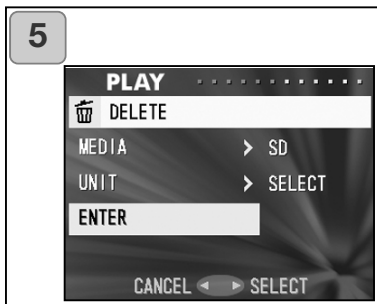 5
PLAY
DELETE
MEDIA > SD
UNIT > SELECT
ENTER
CANCEL ◄ ► SELECT